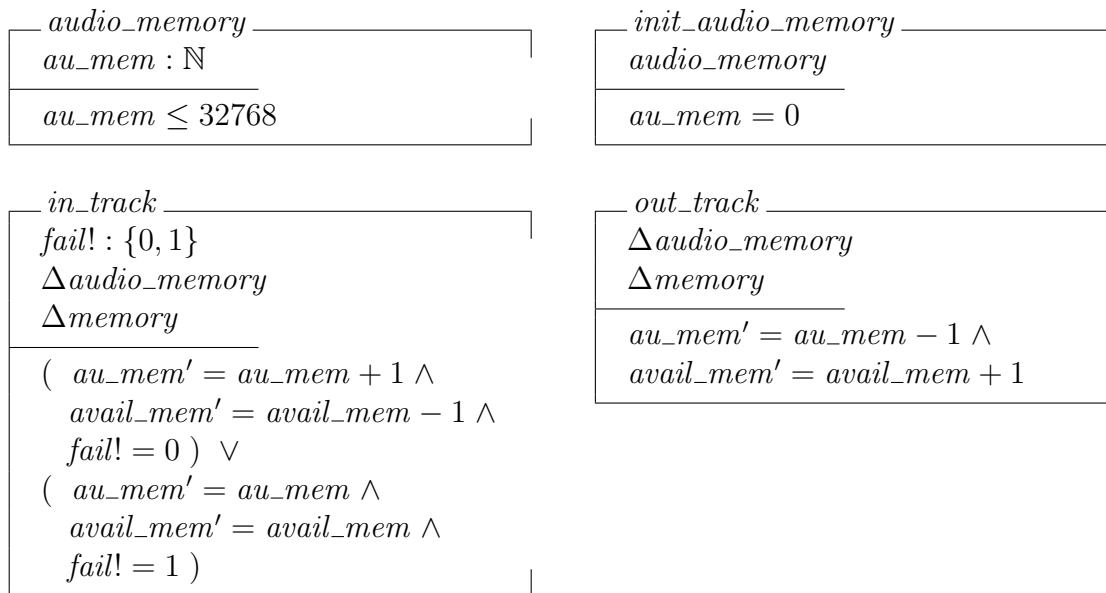 audio_memory
au_mem : ℕ
au_mem ≤ 32768
init_audio_memory
audio_memory
au_mem = 0
in_track
fail! : {0, 1}
Δaudio_memory
Δmemory
( au_mem′ = au_mem + 1 ∧
avail_mem′ = avail_mem − 1 ∧
fail! = 0 ) ∨
( au_mem′ = au_mem ∧
avail_mem′ = avail_mem ∧
fail! = 1 )
out_track
Δaudio_memory
Δmemory
au_mem′ = au_mem − 1 ∧
avail_mem′ = avail_mem + 1